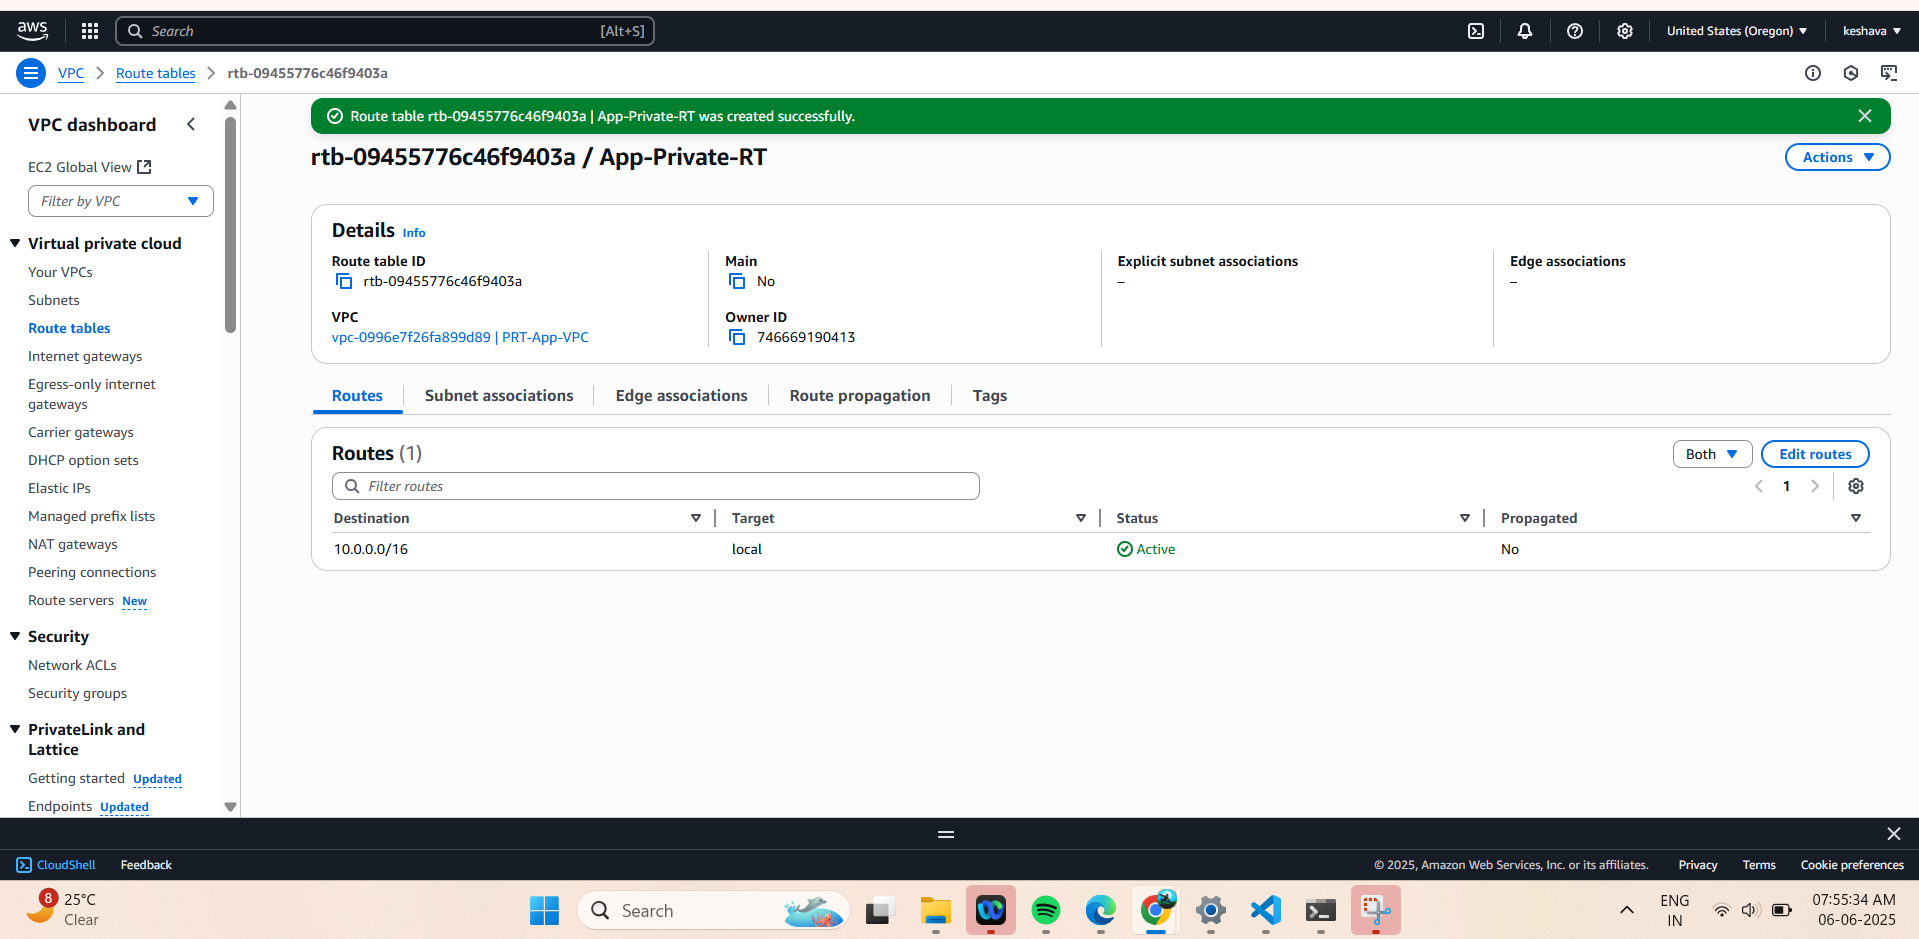 aws
Search [Alt+S]
United States (Oregon) keshava
VPC Route tables rtb-09455776c46f9403a
VPC dashboard
EC2 Global View
Filter by VPC
Virtual private cloud
Your VPCs
Subnets
Route tables
Internet gateways
Egress-only internet
gateways
Carrier gateways
DHCP option sets
Elastic IPs
Managed prefix lists
NAT gateways
Peering connections
Route servers New
Security
Network ACLs
Security groups
PrivateLink and
Lattice
Getting started Updated
Endpoints Updated
Route table rtb-09455776c46f9403a | App-Private-RT was created successfully.
rtb-09455776c46f9403a / App-Private-RT
Actions
Details Info
Route table ID
rtb-09455776c46f9403a
VPC
vpc-0996e7f26fa899d89 | PRT-App-VPC
Main
No
Owner ID
746669190413
Explicit subnet associations
–
Edge associations
–
Routes Subnet associations Edge associations Route propagation Tags
Routes (1)
Both Edit routes
Filter routes
1
Destination Target Status Propagated
10.0.0.0/16 local Active No
CloudShell Feedback
© 2025, Amazon Web Services, Inc. or its affiliates. Privacy Terms Cookie preferences
8
25°C
Clear
Search
ENG
IN
07:55:34 AM
06-06-2025